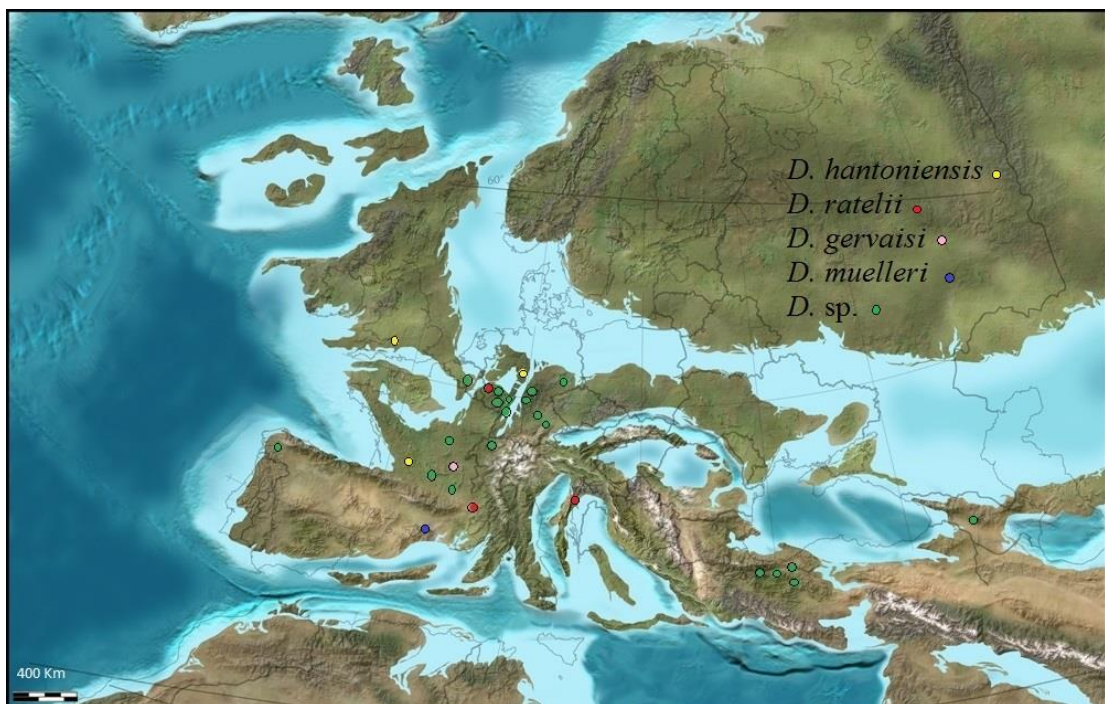 D. hantoniensis
D. ratelii
D. gervaisi
D. muelleri
D. sp.
60°
400 Km